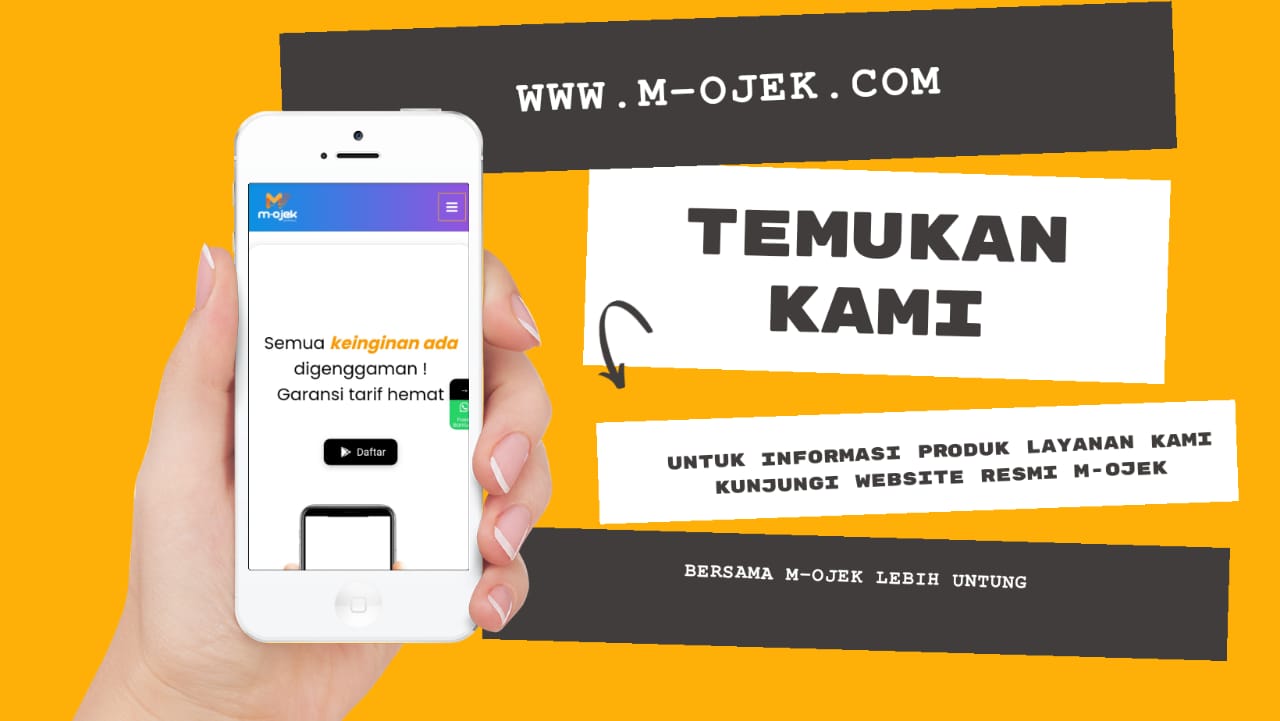 WWW.M-OJEK.COM
TEMUKAN
KAMI
UNTUK INFORMASI PRODUK LAYANAN KAMI
KUNJUNGI WEBSITE RESMI M-OJEK
BERSAMA M-OJEK LEBIH UNTUNG
m-ojek
Semua keinginan ada
digenggaman !
Garansi tarif hemat
Daftar